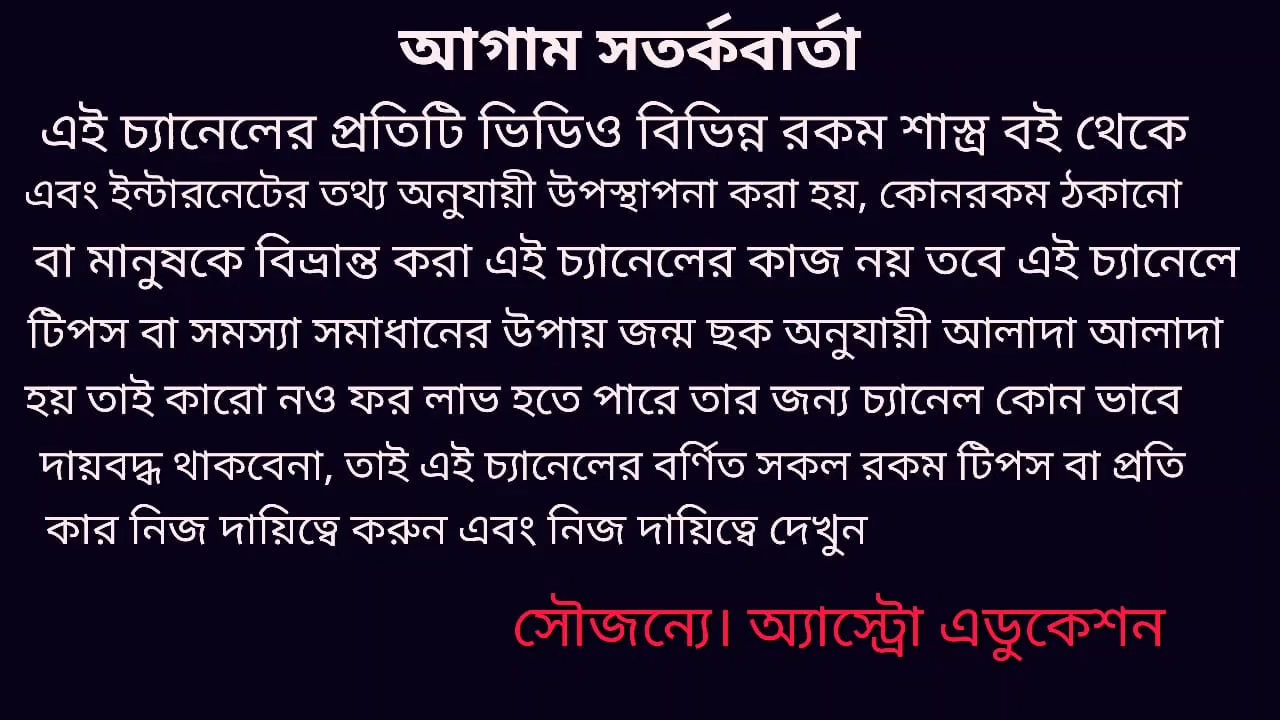 আগাম সতর্কবার্তা
এই চ্যানেলের প্রতিটি ভিডিও বিভিন্ন রকম শাস্ত্র বই থেকে
এবং ইন্টারনেটের তথ্য অনুযায়ী উপস্থাপনা করা হয়, কোনরকম ঠকানো
বা মানুষকে বিভ্রান্ত করা এই চ্যানেলের কাজ নয় তবে এই চ্যানেলে
টিপস বা সমস্যা সমাধানের উপায় জন্ম ছক অনুযায়ী আলাদা আলাদা
হয় তাই কারো নও ফর লাভ হতে পারে তার জন্য চ্যানেল কোন ভাবে
দায়বদ্ধ থাকবেনা, তাই এই চ্যানেলের বর্ণিত সকল রকম টিপস বা প্রতি
কার নিজ দায়িত্বে করুন এবং নিজ দায়িত্বে দেখুন
সৌজন্যে। অ্যাস্ট্রো এডুকেশন